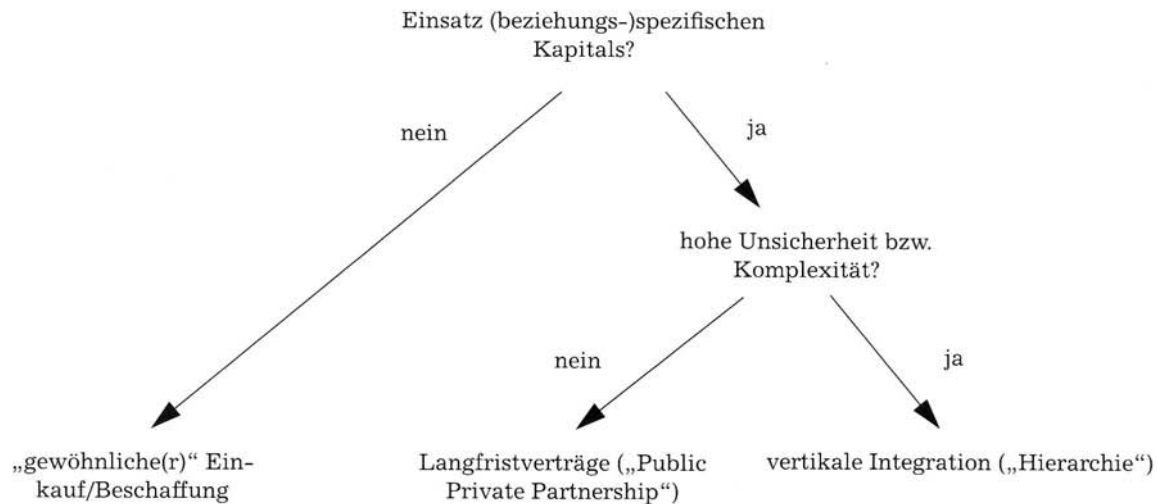 Einsatz (beziehungs-)spezifischen
Kapitals?
nein
ja
hohe Unsicherheit bzw.
Komplexität?
nein
ja
„gewöhnliche(r)“ Ein-
kauf/Beschaffung
Langfristverträge („Public
Private Partnership“)
vertikale Integration („Hierarchie“)